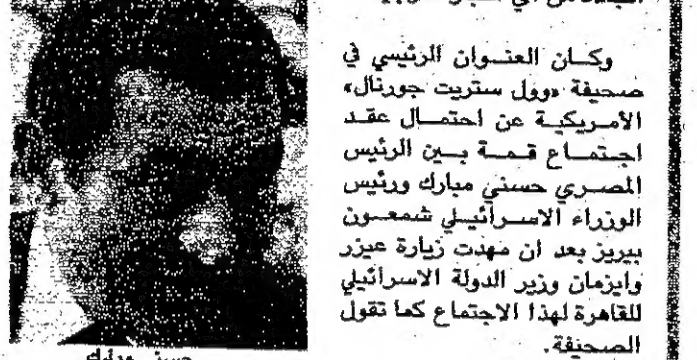 وكان العنوان الرئيسي في
صحيفة «وول ستريت جورنال»
الأمريكية عن احتمال عقد
اجتماع قمة بين الرئيس
المصري حسني مبارك ورئيس
الوزراء الاسرائيلي شمعون
بيريز بعد ان مهدت زيارة عيزر
وايزمان وزير الدولة الاسرائيلي
للقاهرة لهذا الاجتماع كما تقول
الصحيفة.
حسني مبارك